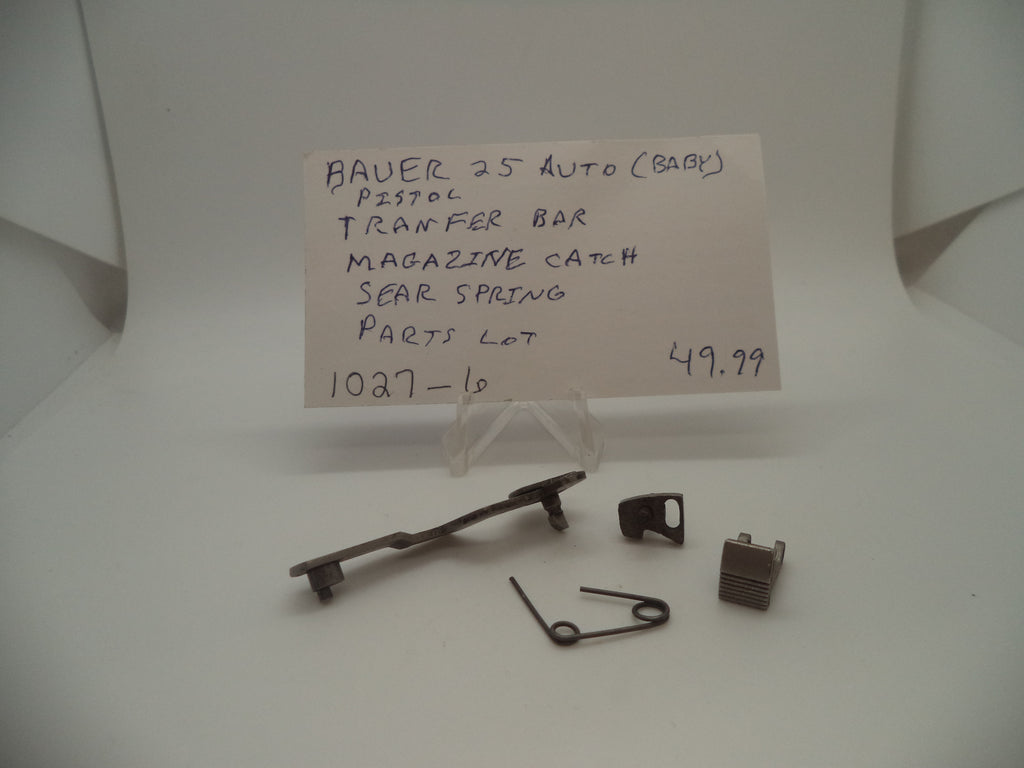 BAUER 25 AUTO (BABY)
PISTOL
TRANFER BAR
MAGAZINE CATCH
SEAR SPRING
PARTS LOT
49.99
1027-10